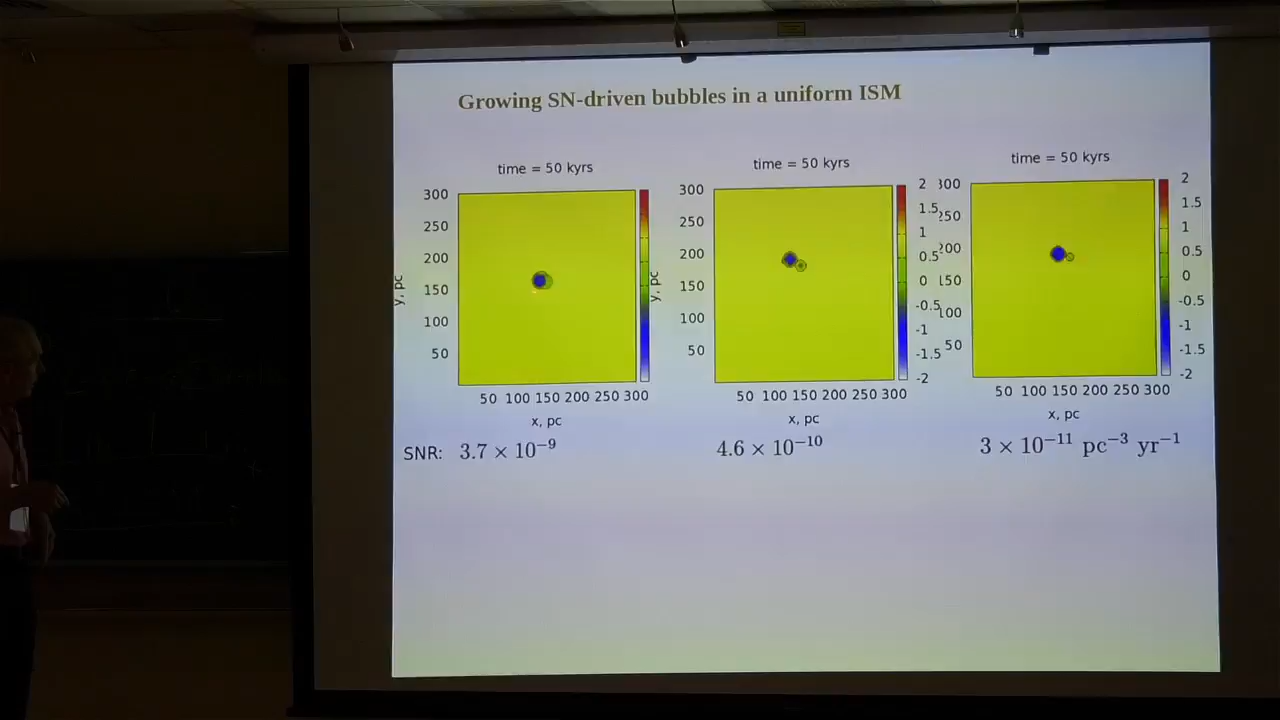 Growing SN-driven bubbles in a uniform ISM
time = 50 kyrs
300
250
200
150
100
50
y, pc
50 100 150 200 250 300
x, pc
time = 50 kyrs
300
250
200
150
100
50
y, pc
50 100 150 200 250 300
x, pc
2
1.5
1
0.5
0
-0.5
-1
-1.5
-2
time = 50 kyrs
300
250
200
150
100
50
50 100 150 200 250 300
x, pc
2
1.5
1
0.5
0
-0.5
-1
-1.5
-2
SNR: 3.7 × 10⁻⁹ 4.6 × 10⁻¹⁰ 3 × 10⁻¹¹ pc⁻³ yr⁻¹